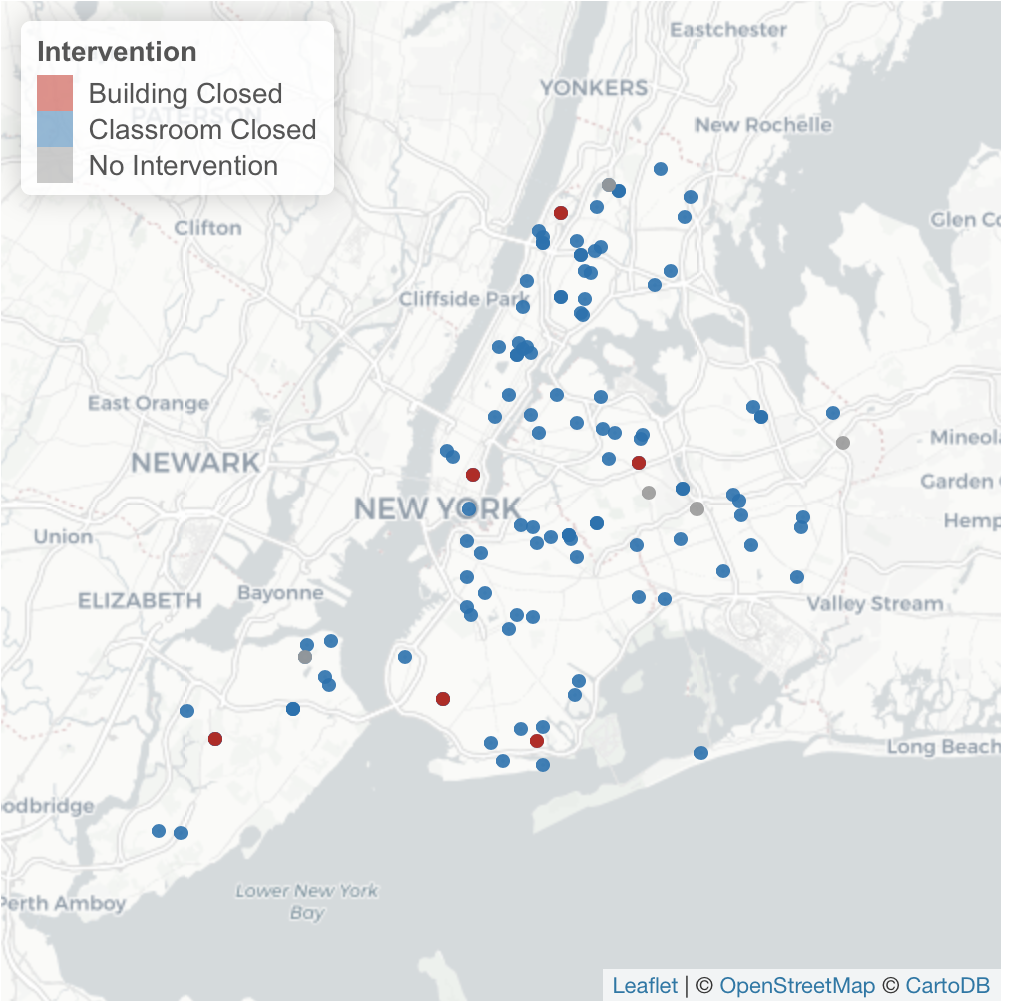 Intervention
Building Closed
Classroom Closed
No Intervention
PATERSON
Eastchester
YONKERS
New Rochelle
Glen Co
Clifton
Cliffside Park
East Orange
NEWARK
Mineola
Garden
NEW YORK
Hemp
Union
ELIZABETH
Bayonne
Valley Stream
Long Beach
oodbridge
Perth Amboy
Lower New York
Bay
Leaflet | © OpenStreetMap © CartoDB